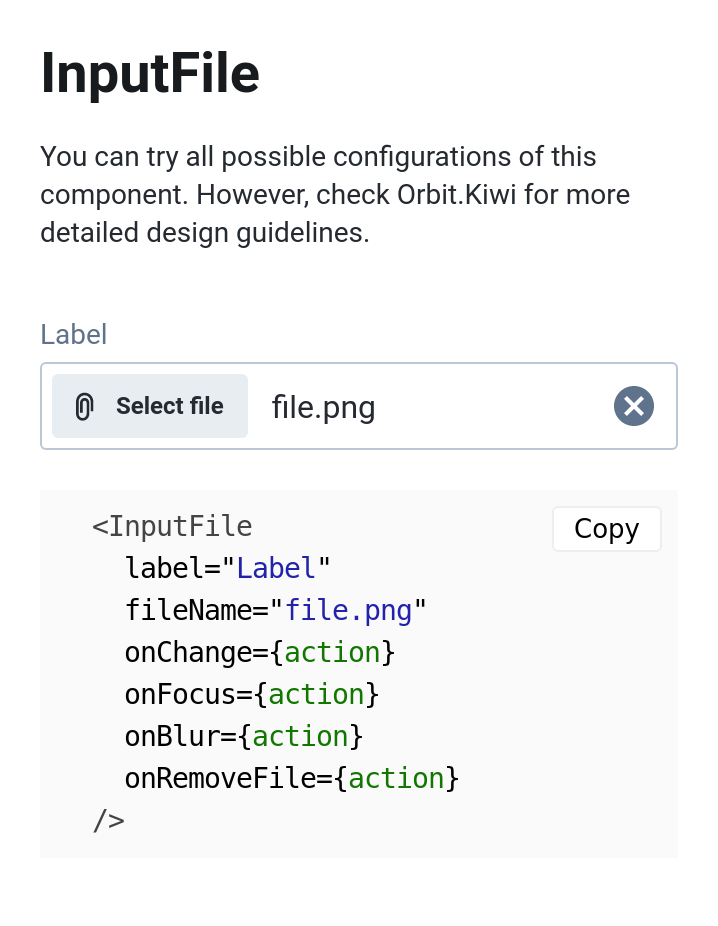 InputFile
You can try all possible configurations of this
component. However, check Orbit.Kiwi for more
detailed design guidelines.
Label
Select file file.png
Copy
<InputFile
  label="Label"
  fileName="file.png"
  onChange={action}
  onFocus={action}
  onBlur={action}
  onRemoveFile={action}
/>